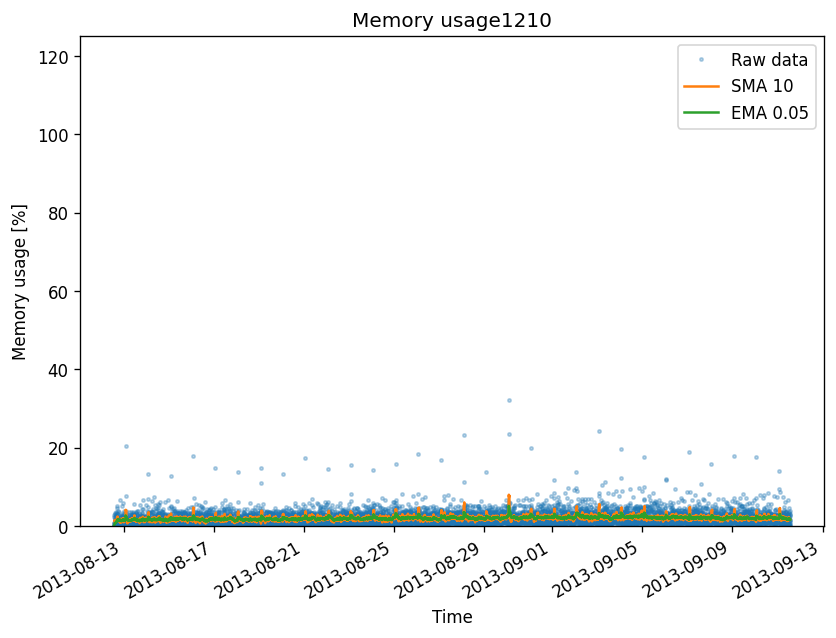 Memory usage1210
Raw data
SMA 10
EMA 0.05
Memory usage [%]
120
100
80
60
40
20
0
2013-08-13
2013-08-17
2013-08-21
2013-08-25
2013-08-29
2013-09-01
2013-09-05
2013-09-09
2013-09-13
Time